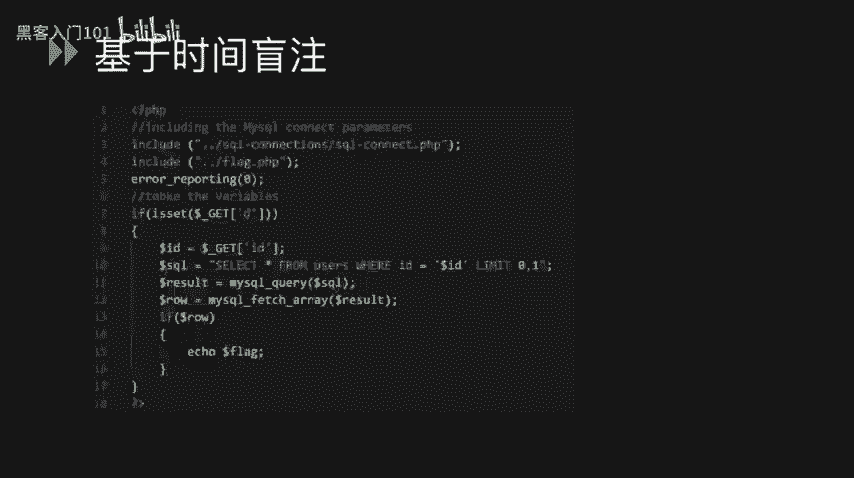 黑客入门101 bilibili
基于时间盲注
1 <?php
2 //including the Mysql connect parameters
3 include ("../sql-connections/sql-connect.php");
4 include ("../flag.php");
5 error_reporting(0);
6 //take the variables
7 if(isset($_GET['d']))
8 {
9 $id = $_GET['id'];
10 $sql = "SELECT * FROM users WHERE id = '$id' LIMIT 0,1";
11 $result = mysql_query($sql);
12 $row = mysql_fetch_array($result);
13 if($row)
14 {
15 echo $flag;
16 }
17 }
18 ?>